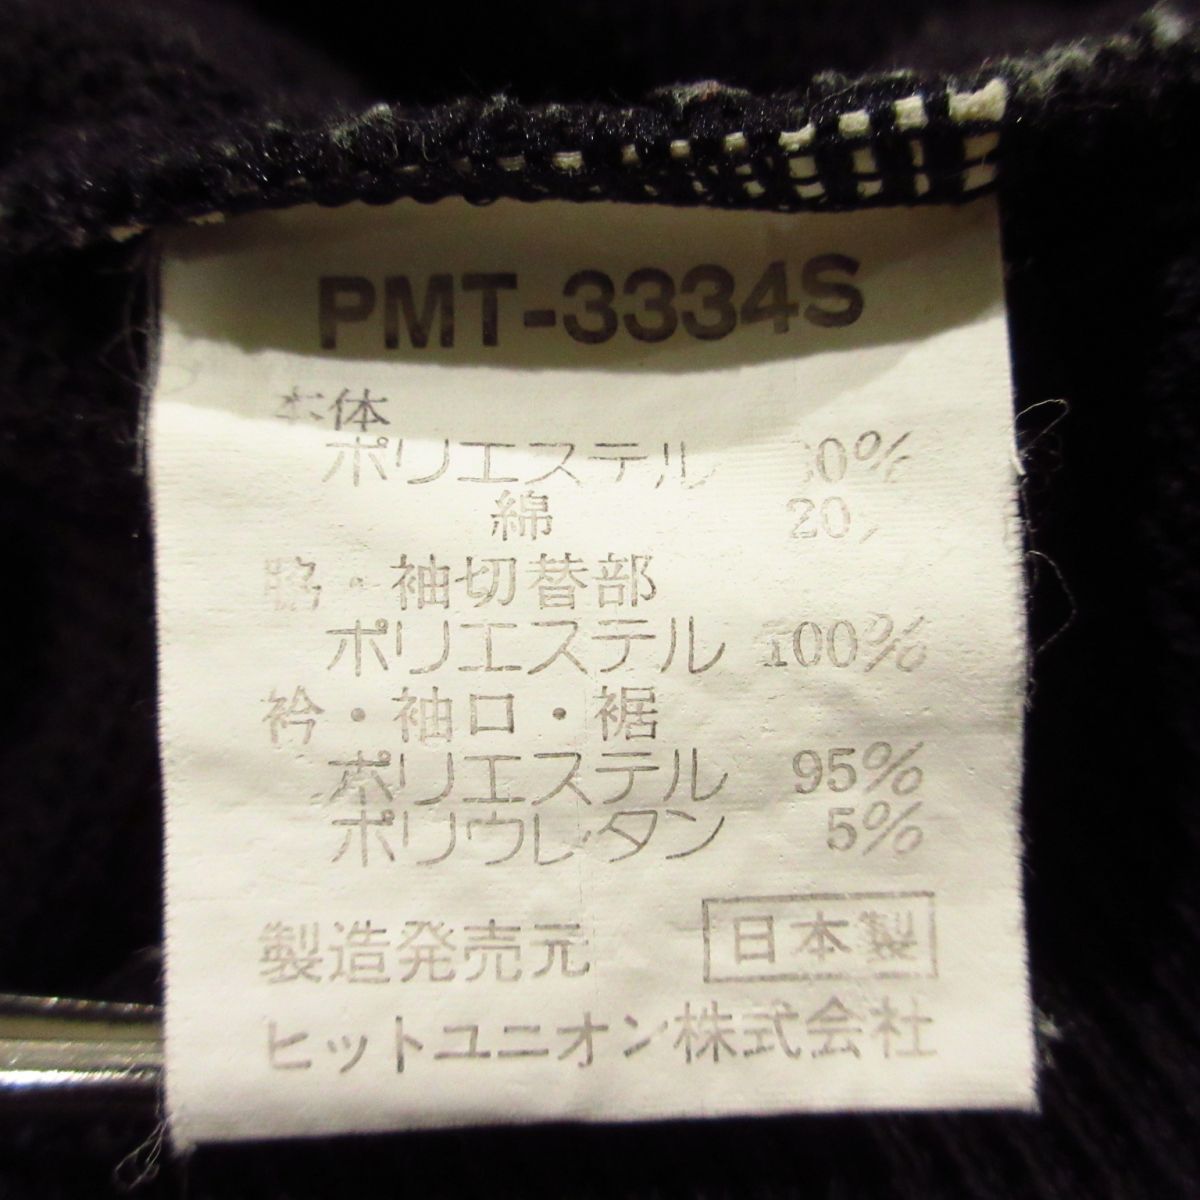 PMT-3334S
本体
ポリエステル
綿 20
脇・袖切替部
ポリエステル 100%
衿・袖口・裾
ポリエステル 95%
ポリウレタン 5%
製造発売元 日本製
ヒットユニオン株式会社